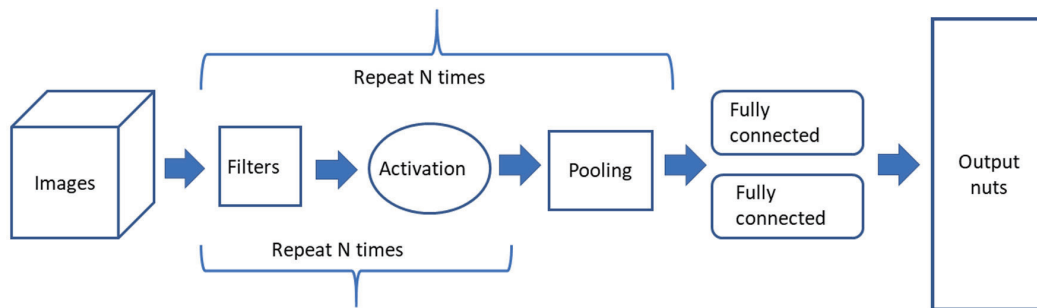 Repeat N times
Images
Filters
Activation
Pooling
Fully
connected
Fully
connected
Output
nuts
Repeat N times